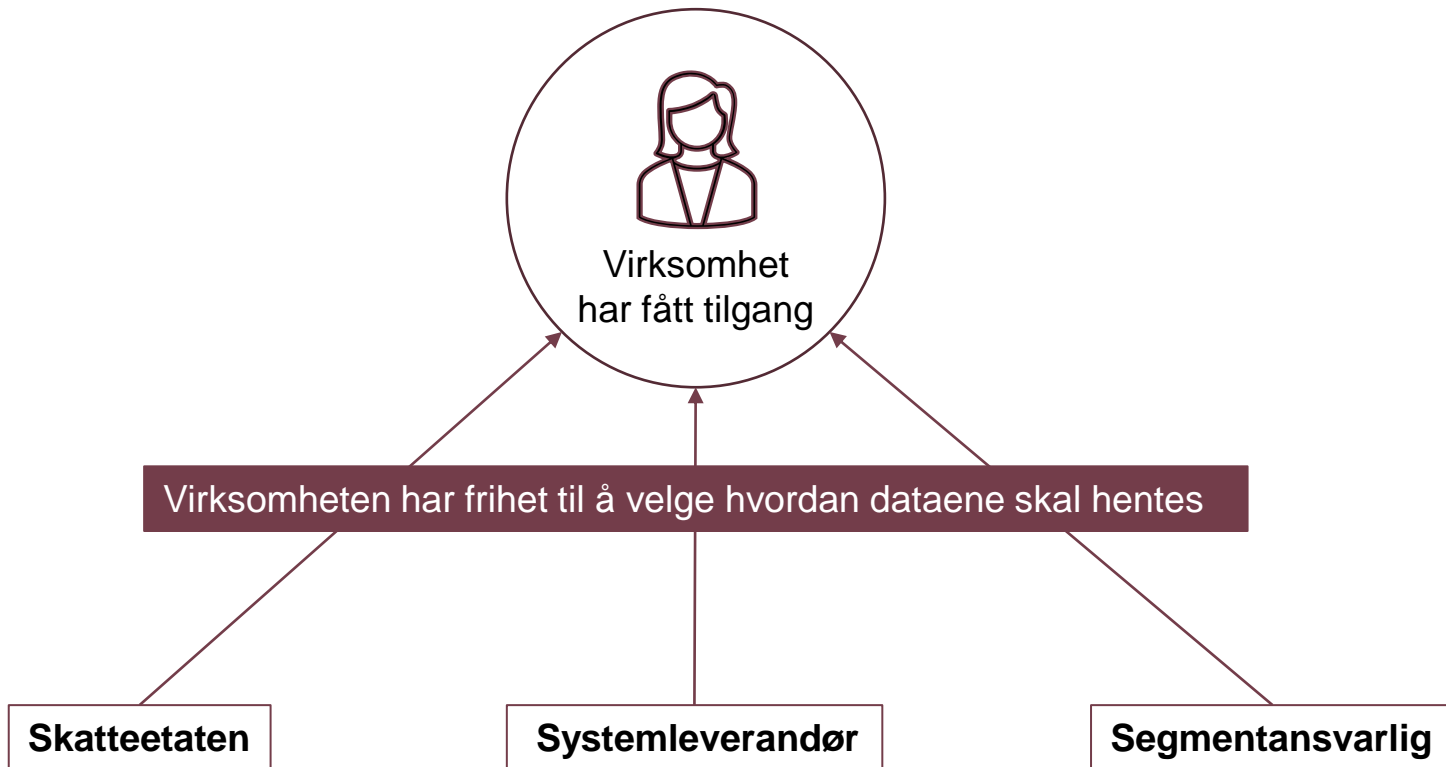 Virksomhet
har fått tilgang
Virksomheten har frihet til å velge hvordan dataene skal hentes
Skatteetaten
Systemleverandør
Segmentansvarlig